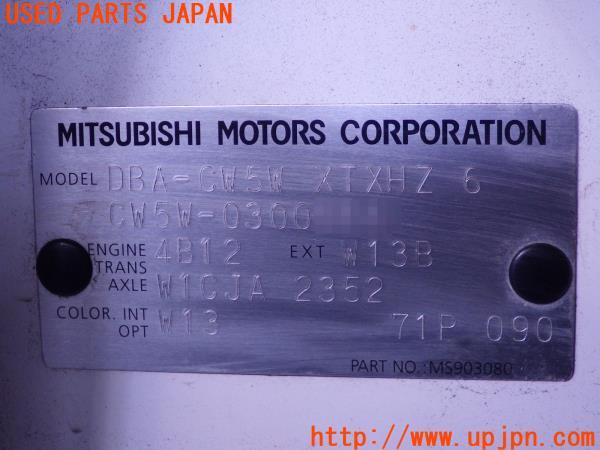 USED PARTS JAPAN
MITSUBISHI MOTORS CORPORATION
MODEL DBA-CW5W XTXHZ 6
CW5W-0300
ENGINE 4B12 EXT W13B
TRANS
AXLE W1CJA 2352
COLOR. INT W13 71P 090
OPT
PART NO.: MS903080
http://www.upjpn.com/